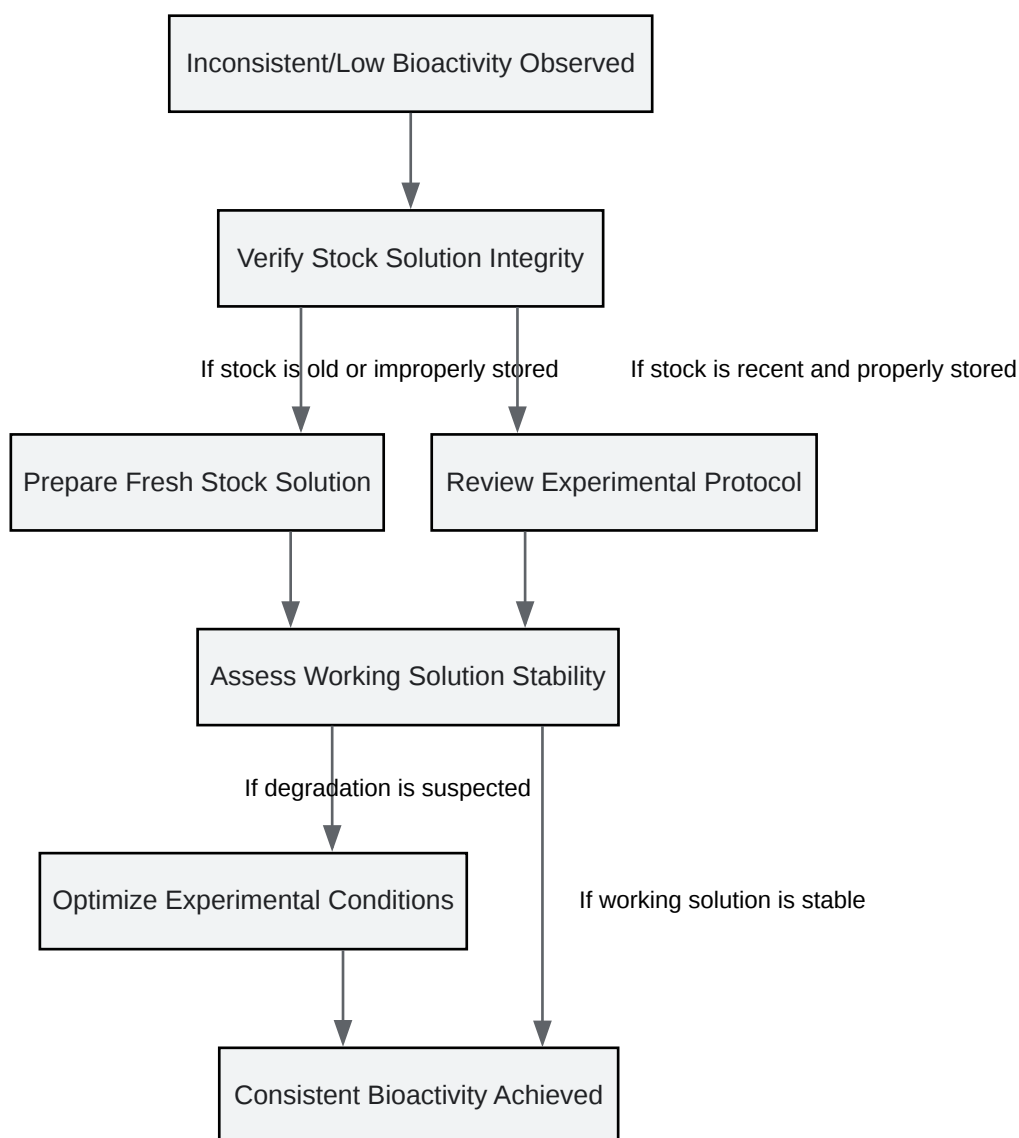 Inconsistent/Low Bioactivity Observed
Verify Stock Solution Integrity
If stock is old or improperly stored
If stock is recent and properly stored
Prepare Fresh Stock Solution
Review Experimental Protocol
Assess Working Solution Stability
If degradation is suspected
Optimize Experimental Conditions
If working solution is stable
Consistent Bioactivity Achieved